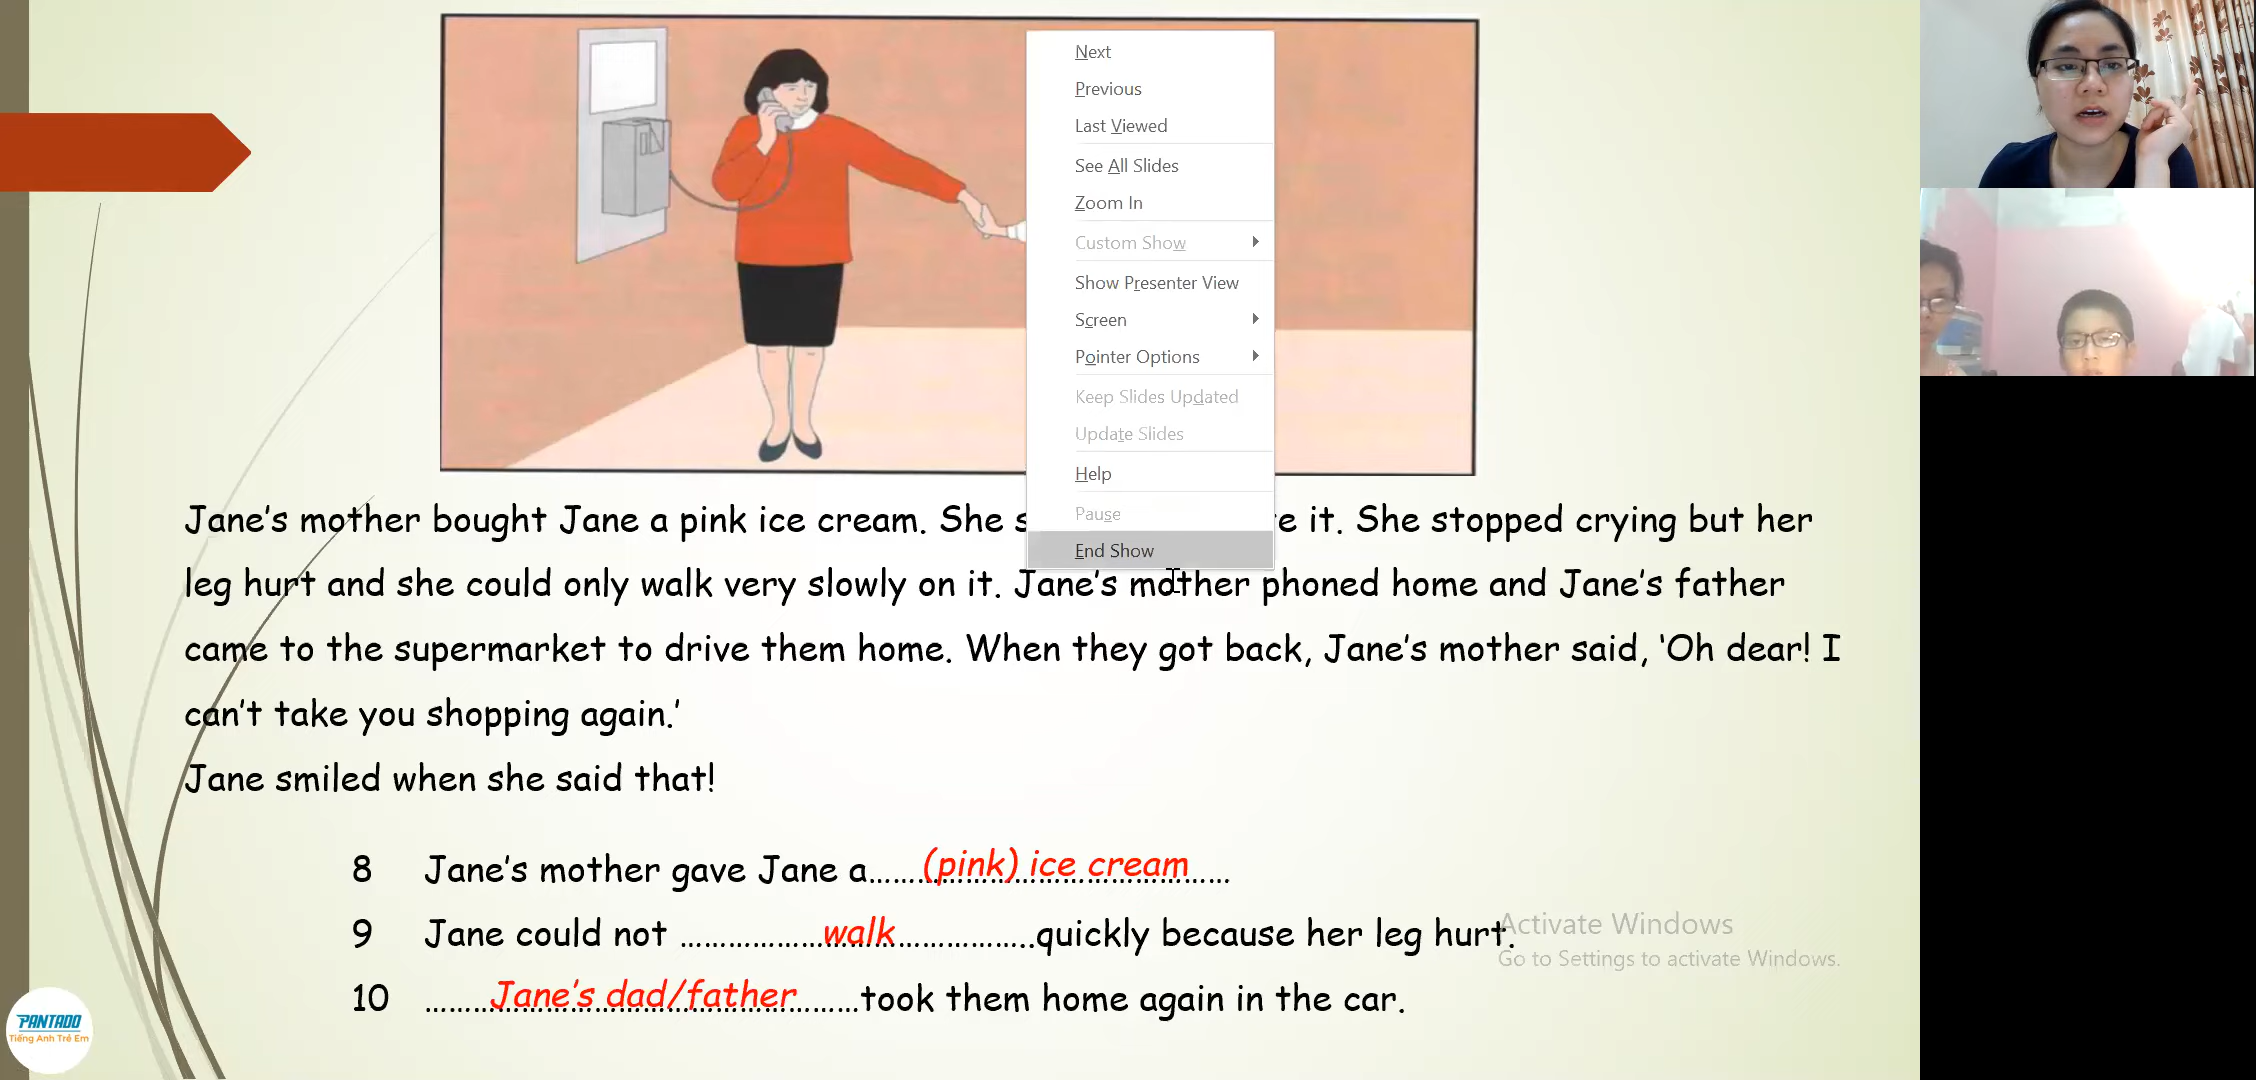 Next
Previous
Last Viewed
See All Slides
Zoom In
Custom Show
Show Presenter View
Screen
Pointer Options
Keep Slides Updated
Update Slides
Help
Pause
End Show
Jane's mother bought Jane a pink ice cream. She s e it. She stopped crying but her
leg hurt and she could only walk very slowly on it. Jane's mother phoned home and Jane's father
came to the supermarket to drive them home. When they got back, Jane's mother said, 'Oh dear! I
can't take you shopping again.'
Jane smiled when she said that!
8 Jane's mother gave Jane a……(pink) ice cream……
9 Jane could not ……………walk……………..quickly because her leg hurt.
10 ……Jane's dad/father……took them home again in the car.
Activate Windows
Go to Settings to activate Windows.
PANTADO
Tiếng Anh Trẻ Em